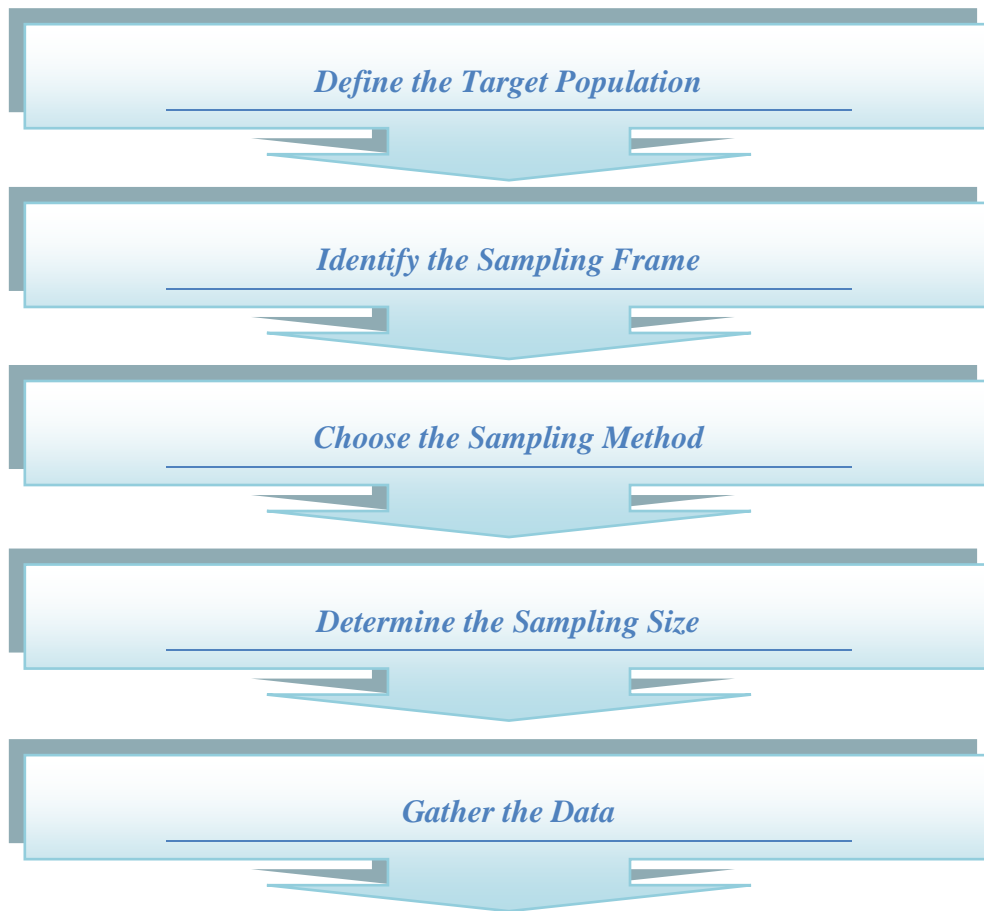 Define the Target Population
Identify the Sampling Frame
Choose the Sampling Method
Determine the Sampling Size
Gather the Data